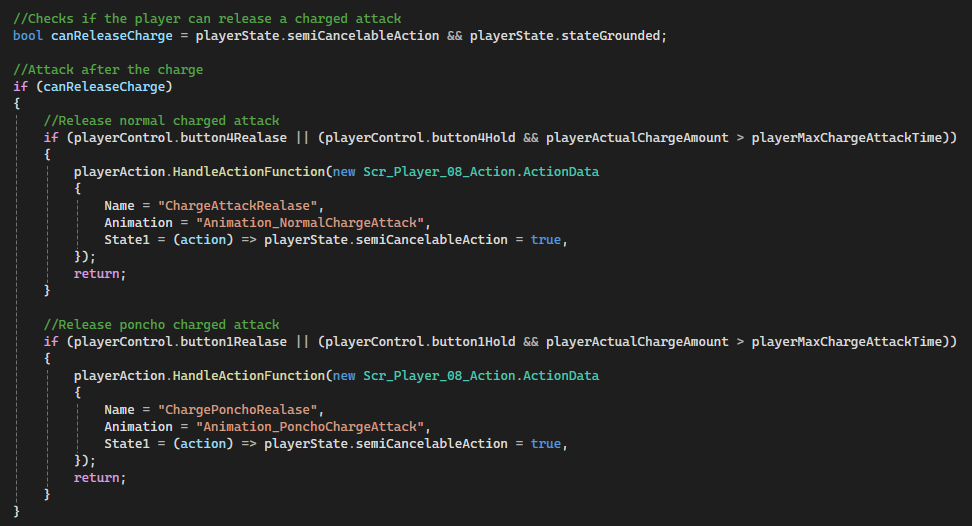 //Checks if the player can release a charged attack
bool canReleaseCharge = playerState.semiCancelableAction && playerState.stateGrounded;

//Attack after the charge
if (canReleaseCharge)
{
    //Release normal charged attack
    if (playerControl.button4Realase || (playerControl.button4Hold && playerActualChargeAmount > playerMaxChargeAttackTime))
    {
        playerAction.HandleActionFunction(new Scr_Player_08_Action.ActionData
        {
            Name = "ChargeAttackRealase",
            Animation = "Animation_NormalChargeAttack",
            State1 = (action) => playerState.semiCancelableAction = true,
        });
        return;
    }

    //Release poncho charged attack
    if (playerControl.button1Realase || (playerControl.button1Hold && playerActualChargeAmount > playerMaxChargeAttackTime))
    {
        playerAction.HandleActionFunction(new Scr_Player_08_Action.ActionData
        {
            Name = "ChargePonchoRealase",
            Animation = "Animation_PonchoChargeAttack",
            State1 = (action) => playerState.semiCancelableAction = true,
        });
        return;
    }
}